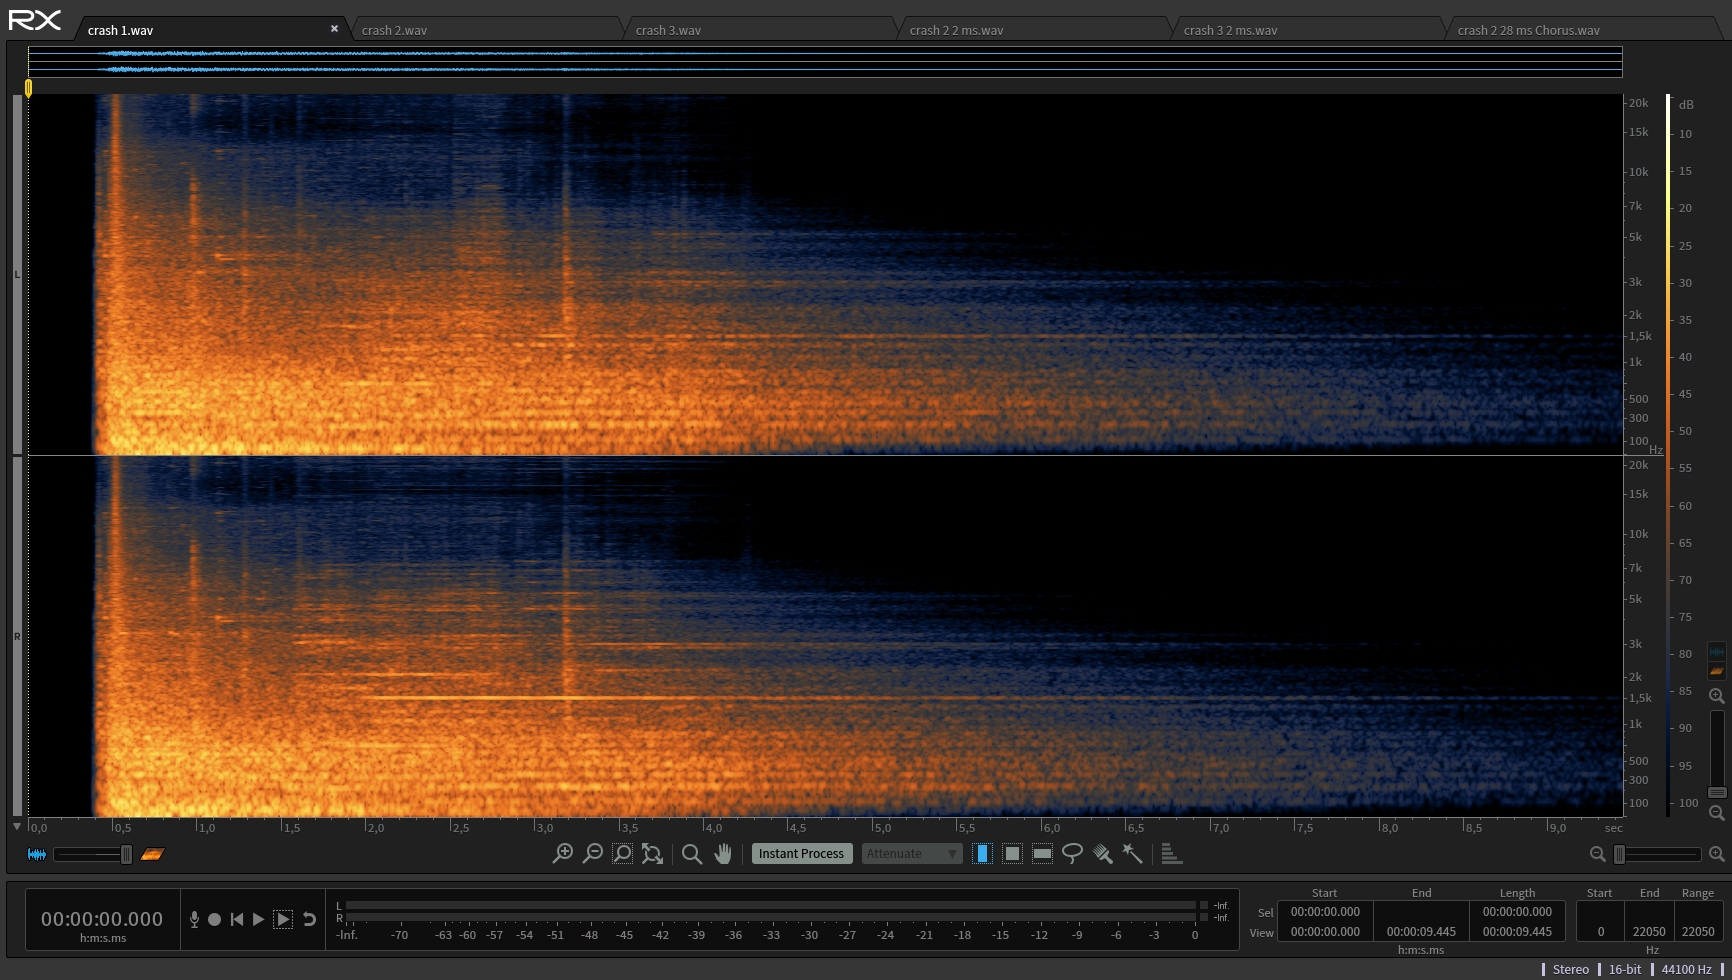 RX
crash 1.wav × crash 2.wav crash 3.wav crash 2 2 ms.wav crash 3 2 ms.wav crash 2 28 ms Chorus.wav
20k dB
15k 10
15
10k 20
7k
5k 25
L 3k 30
2k 35
1,5k
1k 40
45
500
300 50
100
Hz
20k 55
15k 60
10k 65
7k 70
5k 75
R 3k 80
2k 85
1,5k
1k 90
500 95
300
100 100
0,0 0,5 1,0 1,5 2,0 2,5 3,0 3,5 4,0 4,5 5,0 5,5 6,0 6,5 7,0 7,5 8,0 8,5 9,0 sec
Instant Process Attenuate
Start End Length Start End Range
00:00:00.000
h:m:s.ms
L -Inf.
R -Inf.
-Inf. -70 -63 -60 -57 -54 -51 -48 -45 -42 -39 -36 -33 -30 -27 -24 -21 -18 -15 -12 -9 -6 -3 0
Sel 00:00:00.000 00:00:00.000
View 00:00:00.000 00:00:09.445 00:00:09.445 0 22050 22050
h:m:s.ms Hz
Stereo 16-bit 44100 Hz